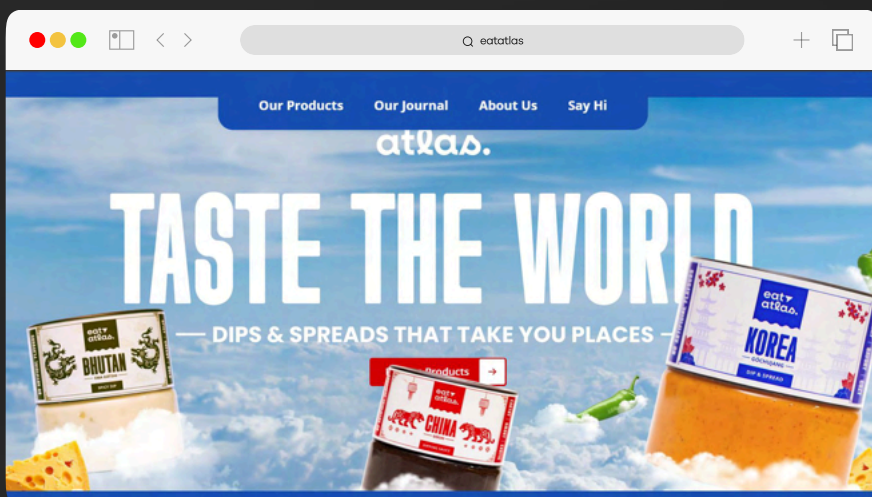 eatatlas
Our Products Our Journal About Us Say Hi
atlas.
TASTE THE WORLD
— DIPS & SPREADS THAT TAKE YOU PLACES —
Products →
eat
atlas.
BHUTAN
eat
atlas.
CHINA
eat
atlas.
KOREA
GOCHUJANG
DIP & SPREAD